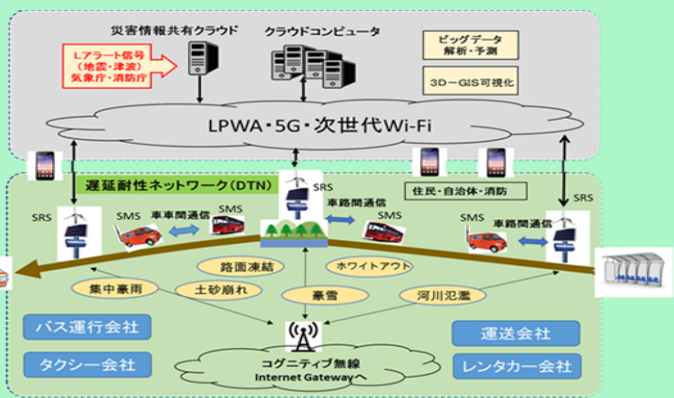 災害情報共有クラウド
クラウドコンピュータ
Lアラート信号
（地震・津波）
気象庁・消防庁
ビッグデータ
解析・予測
3D－GIS可視化
LPWA・5G・次世代Wi-Fi
遅延耐性ネットワーク（DTN）
SRS
住民・自治体・消防
SRS
SMS
車車間通信
SMS
車路間通信
SMS
SMS
車路間通信
SRS
路面凍結
ホワイトアウト
集中豪雨
土砂崩れ
豪雪
河川氾濫
バス運行会社
運送会社
タクシー会社
レンタカー会社
コグニティブ無線
Internet Gatewayへ